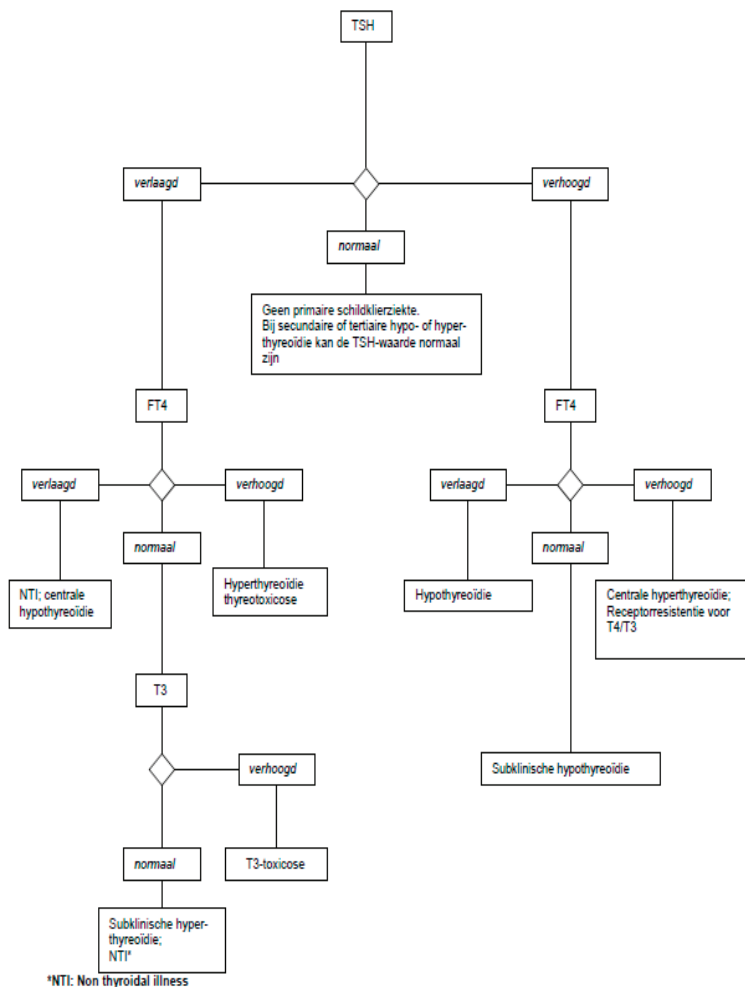 TSH
verlaagd
verhoogd
normaal
Geen primaire schildklierziekte.
Bij secundaire of tertiaire hypo- of hyper-
thyreoïdie kan de TSH-waarde normaal
zijn
FT4
FT4
verlaagd
verhoogd
verlaagd
verhoogd
normaal
normaal
NTI; centrale
hypothyreoïdie
Hyperthyreoïdie
thyreotoxicose
Hypothyreoïdie
Centrale hyperthyreoïdie;
Receptorresistentie voor
T4/T3
T3
verhoogd
Subklinische hypothyreoïdie
normaal
T3-toxicose
Subklinische hyper-
thyreoïdie;
NTI*
*NTI: Non thyroidal illness